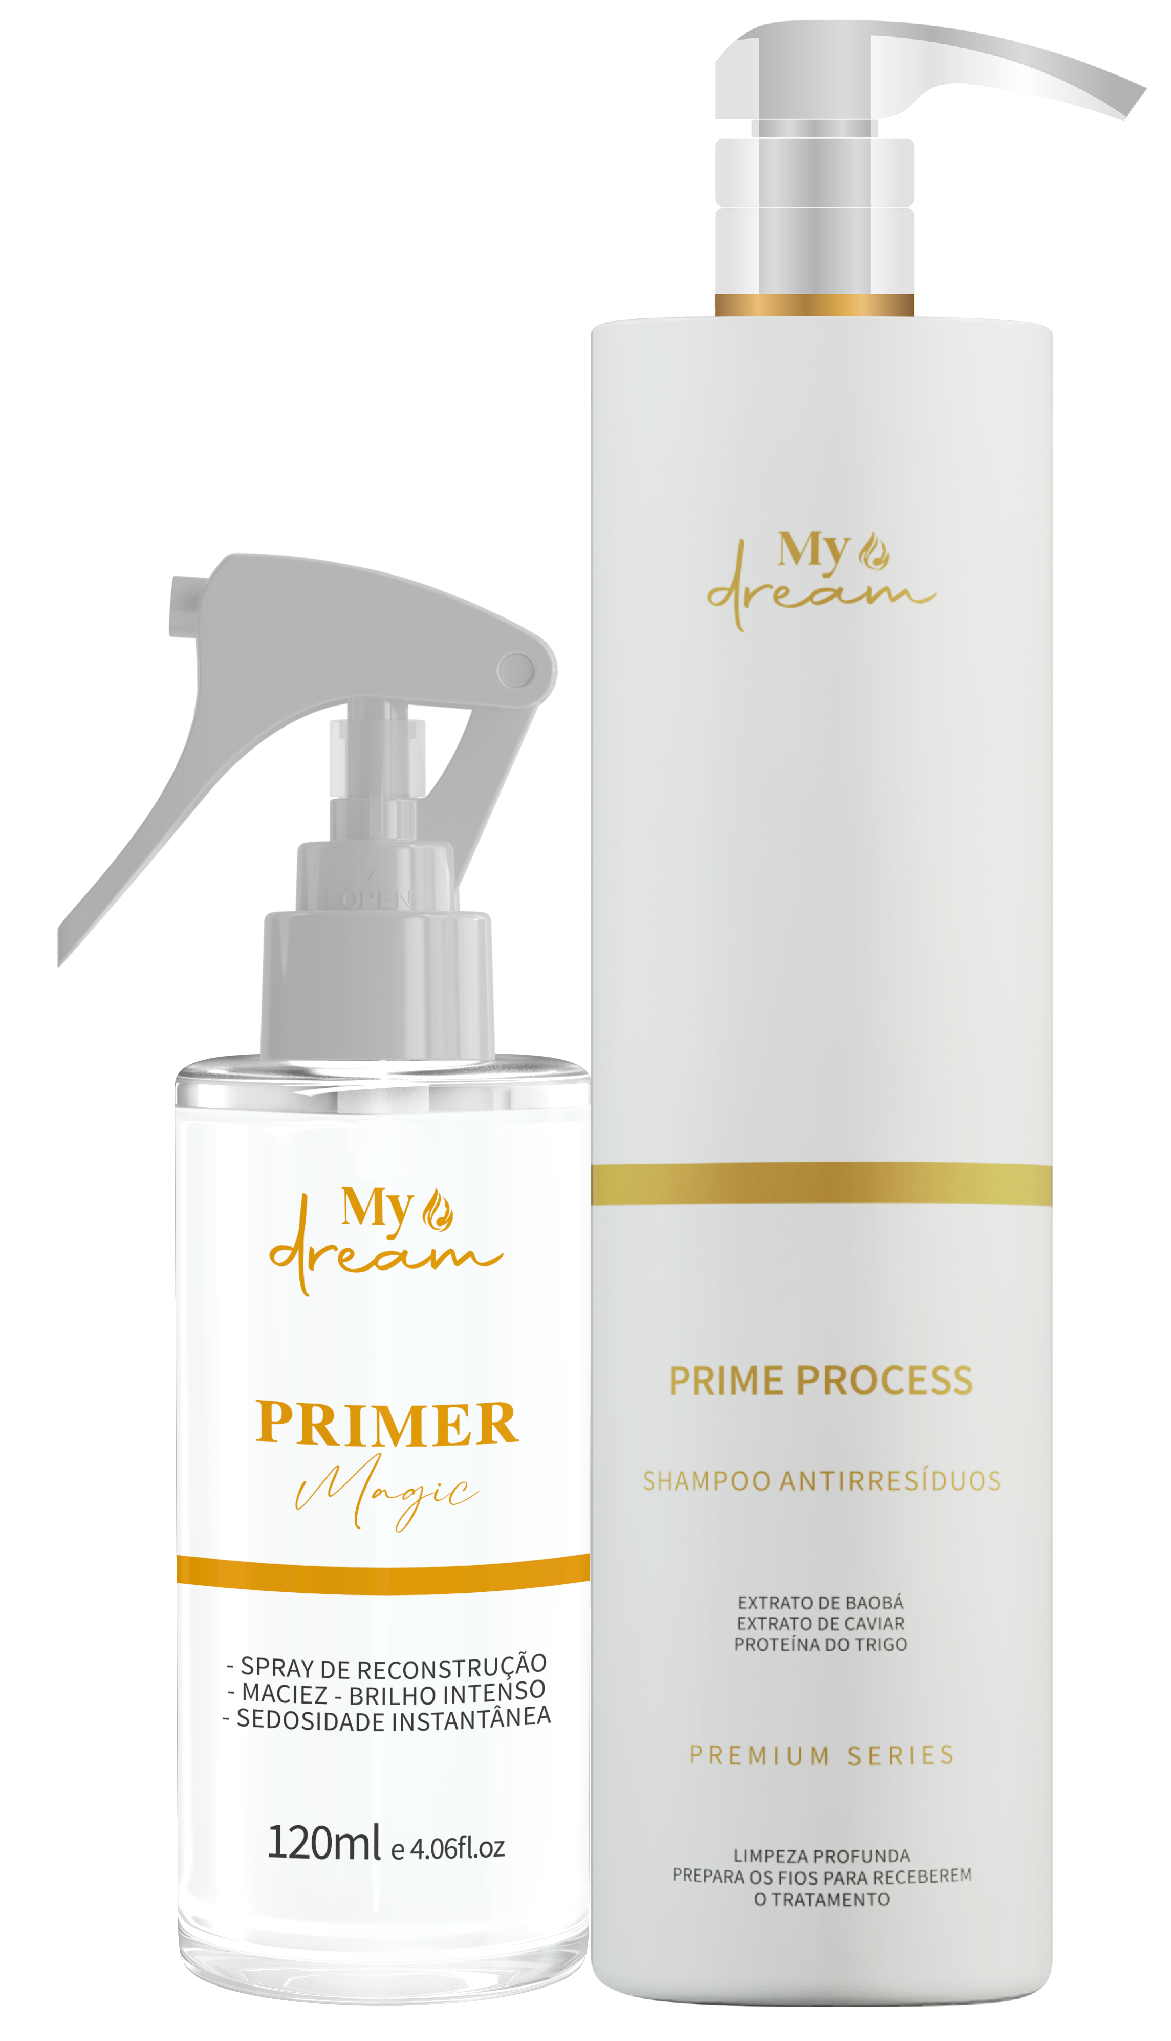 My
dream
PRIMER
Magic
- SPRAY DE RECONSTRUÇÃO
- MACIEZ - BRILHO INTENSO
- SEDOSIDADE INSTANTÂNEA
120ml e 4.06fl.oz
OPEN
My
dream
PRIME PROCESS
SHAMPOO ANTIRRESÍDUOS
EXTRATO DE BAOBÁ
EXTRATO DE CAVIAR
PROTEÍNA DO TRIGO
PREMIUM SERIES
LIMPEZA PROFUNDA
PREPARA OS FIOS PARA RECEBEREM
O TRATAMENTO